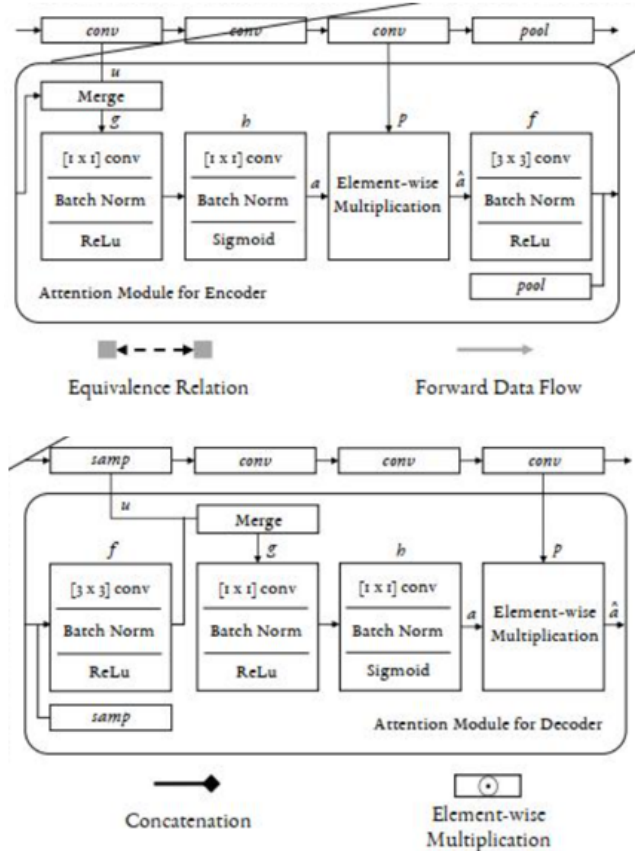 conv conv conv pool
u
Merge
g h p f
[1 x 1] conv [1 x 1] conv [3 x 3] conv
a Element-wise Multiplication â
Batch Norm Batch Norm Batch Norm
ReLu Sigmoid ReLu
pool
Attention Module for Encoder
Equivalence Relation Forward Data Flow
samp conv conv conv
u
Merge
f g h p
[3 x 3] conv [1 x 1] conv [1 x 1] conv
a Element-wise Multiplication â
Batch Norm Batch Norm Batch Norm
ReLu ReLu Sigmoid
samp
Attention Module for Decoder
Concatenation Element-wise
Multiplication